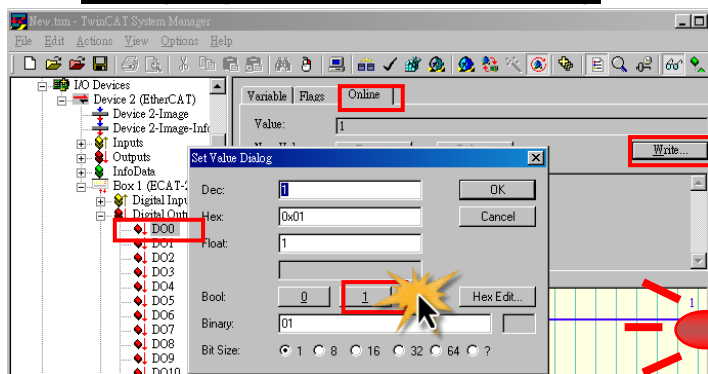 New.tsm - TwinCAT System Manager
File Edit Actions View Options Help
I/O Devices
Device 2 (EtherCAT)
Device 2-Image
Device 2-Image-Info
Inputs
Outputs
InfoData
Box 1 (ECAT-2
Digital Inpu
Digital Outp
DO0
DO1
DO2
DO3
DO4
DO5
DO6
DO7
DO8
DO9
DO10
Variable Flags Online
Value: 1
Write...
Set Value Dialog
Dec: 1 OK
Hex: 0x01 Cancel
Float: 1
Bool: 0 1 Hex Edit...
Binary: 01
Bit Size: 1 8 16 32 64 ?
1